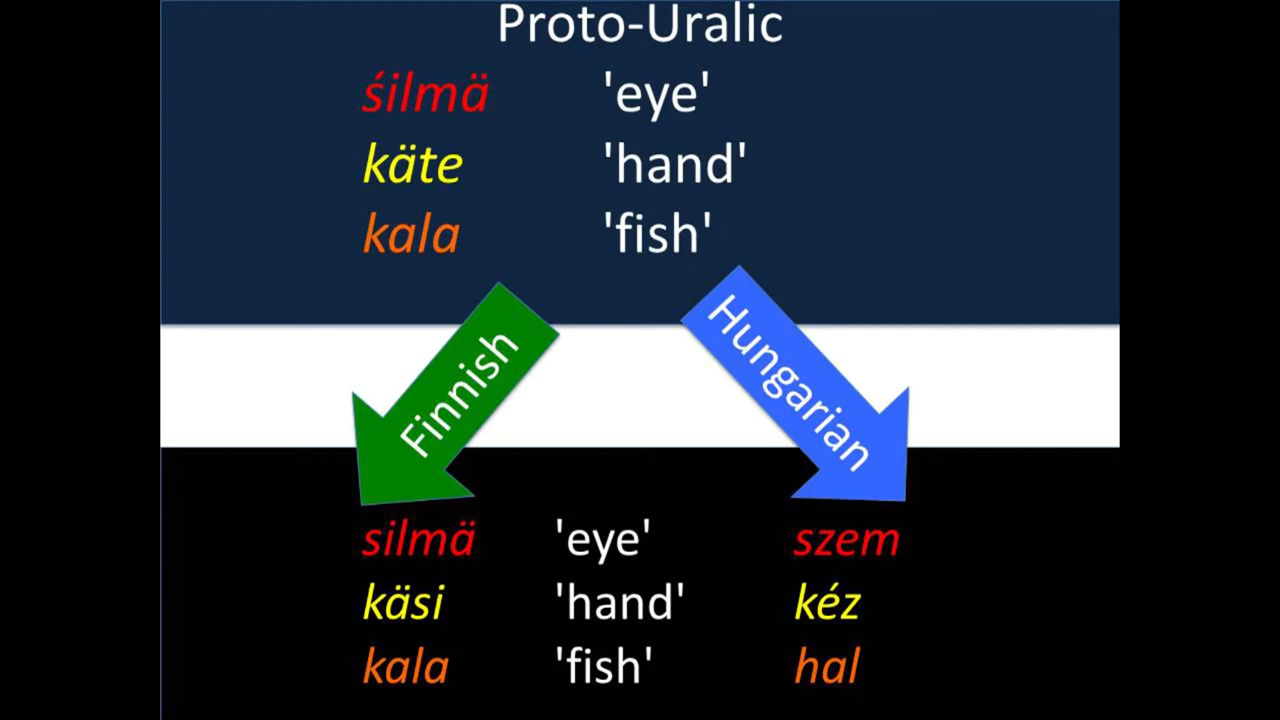 Proto-Uralic
śilmä 'eye'
käte 'hand'
kala 'fish'
Finnish
Hungarian
silmä 'eye' szem
käsi 'hand' kéz
kala 'fish' hal